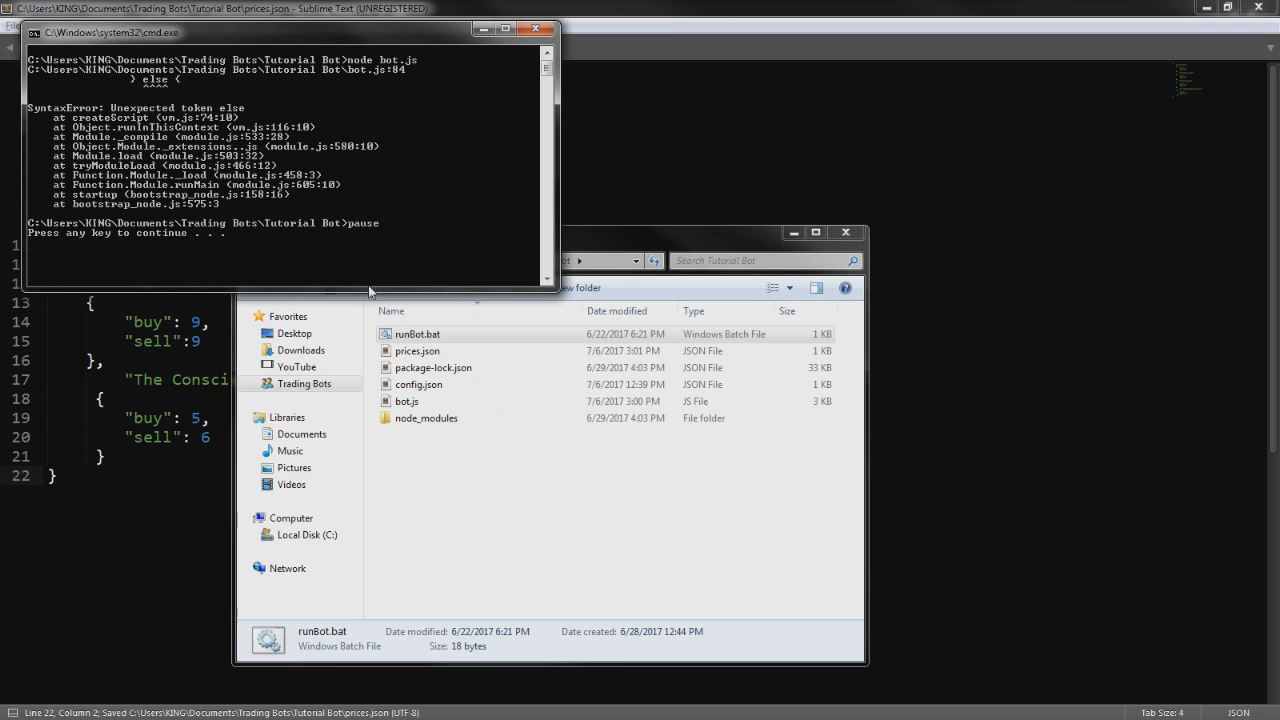 C:\Users\KING\Documents\Trading Bots\Tutorial Bot\prices.json - Sublime Text (UNREGISTERED)
C:\Windows\system32\cmd.exe
C:\Users\KING\Documents\Trading Bots\Tutorial Bot>node bot.js
C:\Users\KING\Documents\Trading Bots\Tutorial Bot\bot.js:84
} else {
^^^^
SyntaxError: Unexpected token else
at createScript (vm.js:74:10)
at Object.runInThisContext (vm.js:116:10)
at Module._compile (module.js:533:28)
at Object.Module._extensions..js (module.js:580:10)
at Module.load (module.js:503:32)
at tryModuleLoad (module.js:466:12)
at Function.Module._load (module.js:458:3)
at Function.Module.runMain (module.js:605:10)
at startup (bootstrap_node.js:158:16)
at bootstrap_node.js:575:3
C:\Users\KING\Documents\Trading Bots\Tutorial Bot>pause
Press any key to continue . . .
Search Tutorial Bot
ew folder
Name Date modified Type Size
runBot.bat 6/22/2017 6:21 PM Windows Batch File 1 KB
prices.json 7/6/2017 3:01 PM JSON File 1 KB
package-lock.json 6/29/2017 4:03 PM JSON File 33 KB
config.json 7/6/2017 12:39 PM JSON File 1 KB
bot.js 7/6/2017 3:00 PM JS File 3 KB
node_modules 6/29/2017 4:03 PM File folder
Favorites
Desktop
Downloads
YouTube
Trading Bots
Libraries
Documents
Music
Pictures
Videos
Computer
Local Disk (C:)
Network
runBot.bat Date modified: 6/22/2017 6:21 PM Date created: 6/28/2017 12:44 PM
Windows Batch File Size: 18 bytes
13 {
14 "buy": 9,
15 "sell":9
16 },
17 "The Consci
18 {
19 "buy": 5,
20 "sell": 6
21 }
22 }
Line 22, Column 2; Saved C:\Users\KING\Documents\Trading Bots\Tutorial Bot\prices.json (UTF-8) Tab Size: 4 JSON